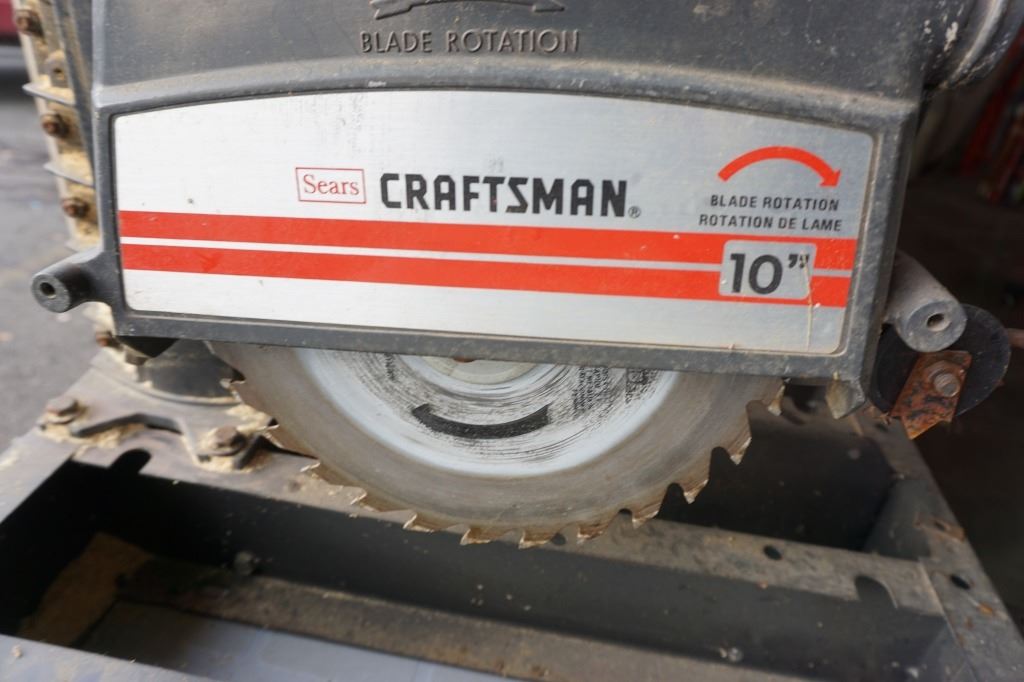 BLADE ROTATION
Sears CRAFTSMAN®
BLADE ROTATION
ROTATION DE LAME
10"